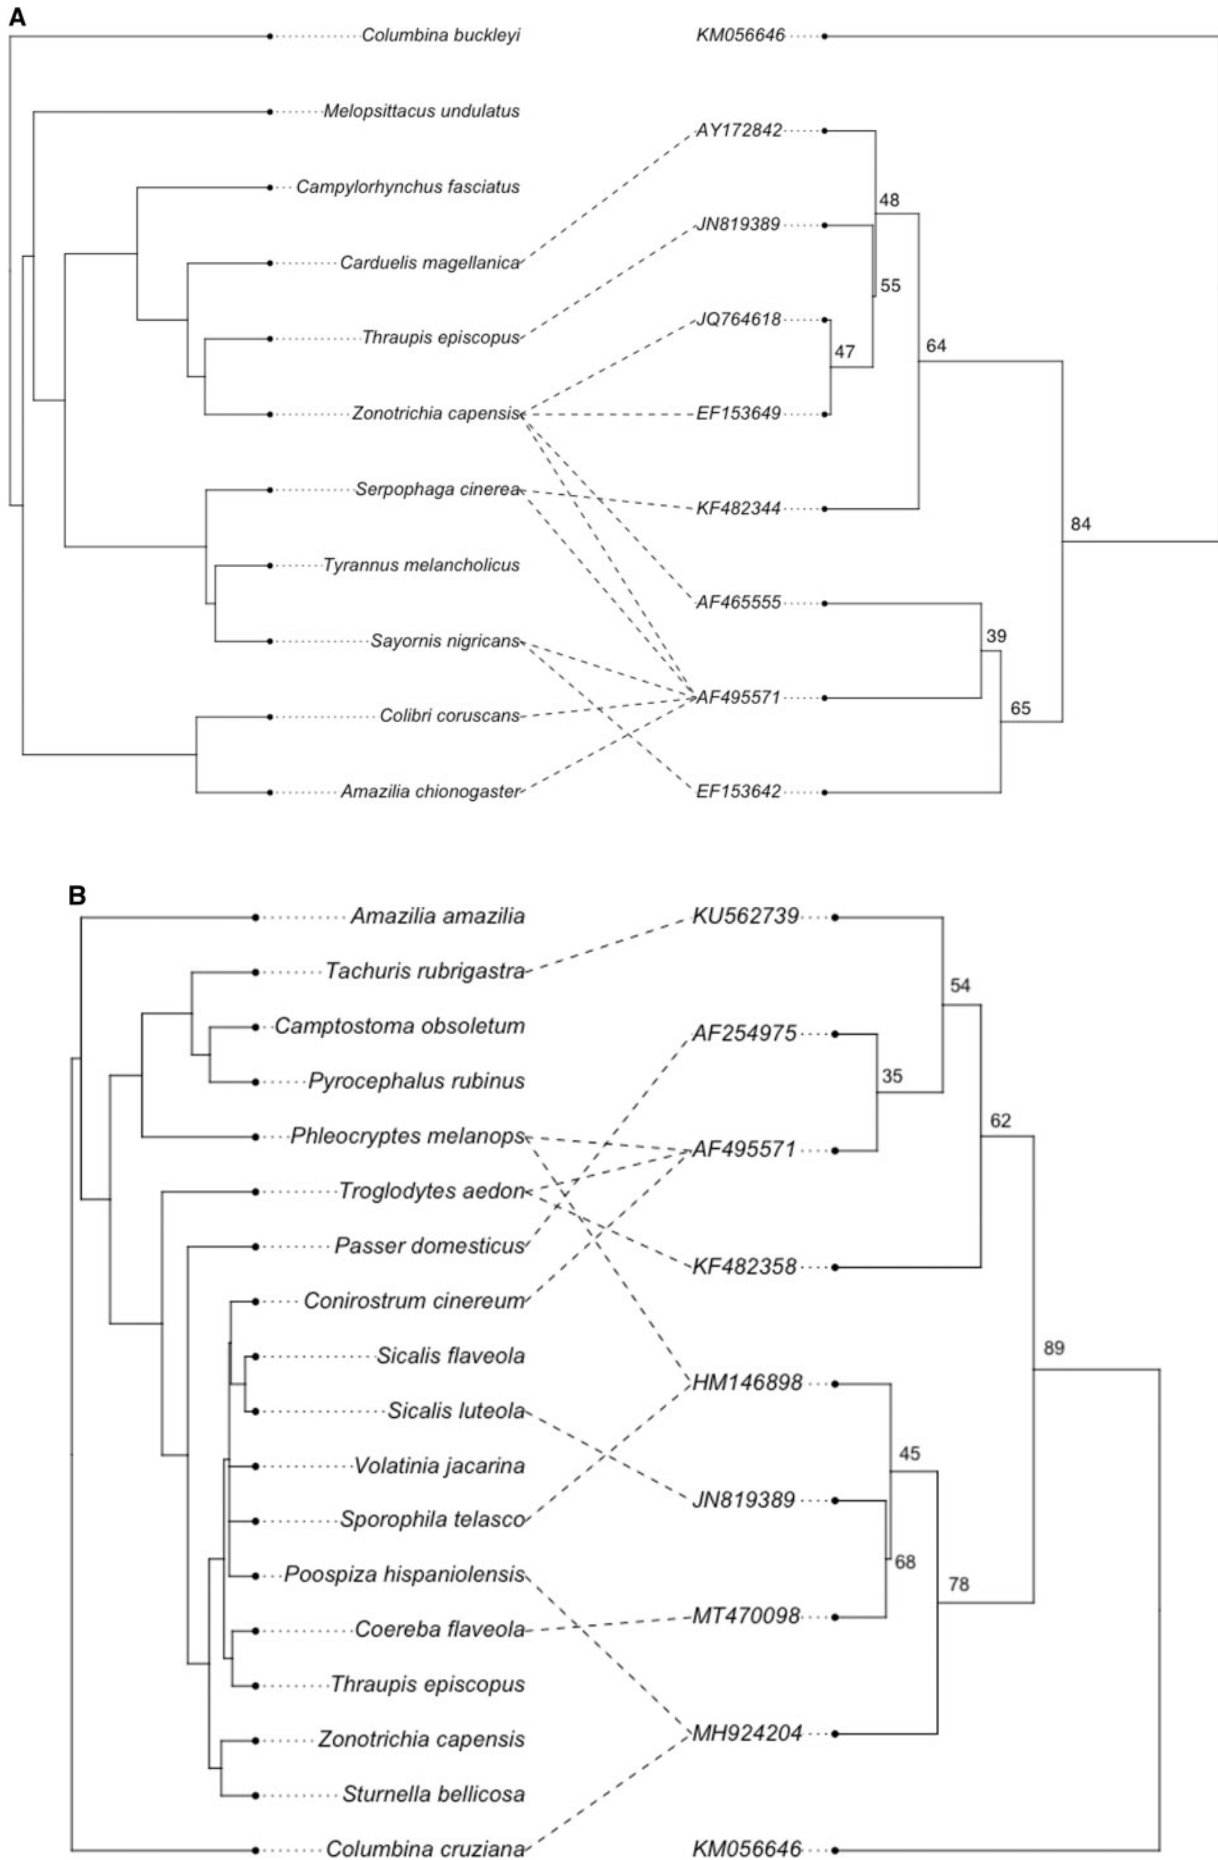 A
Columbina buckleyi KM056646
Melopsittacus undulatus
AY172842
Campylorhynchus fasciatus
48
JN819389
Carduelis magellanica
55
JQ764618
Thraupis episcopus
47 64
Zonotrichia capensis EF153649
Serpophaga cinerea
KF482344
84
Tyrannus melancholicus
AF465555
39
Sayornis nigricans
AF495571
65
Colibri coruscans
Amazilia chionogaster EF153642
B
Amazilia amazilia KU562739
Tachuris rubrigastra
54
Camptostoma obsoletum
AF254975
35
Pyrocephalus rubinus
62
Phleocryptes melanops
AF495571
Troglodytes aedon
Passer domesticus
KF482358
Conirostrum cinereum
89
Sicalis flaveola
HM146898
Sicalis luteola
45
Volatinia jacarina
JN819389
Sporophila telasco
68
Poospiza hispaniolensis
78
MT470098
Coereba flaveola
Thraupis episcopus
MH924204
Zonotrichia capensis
Sturnella bellicosa
Columbina cruziana KM056646